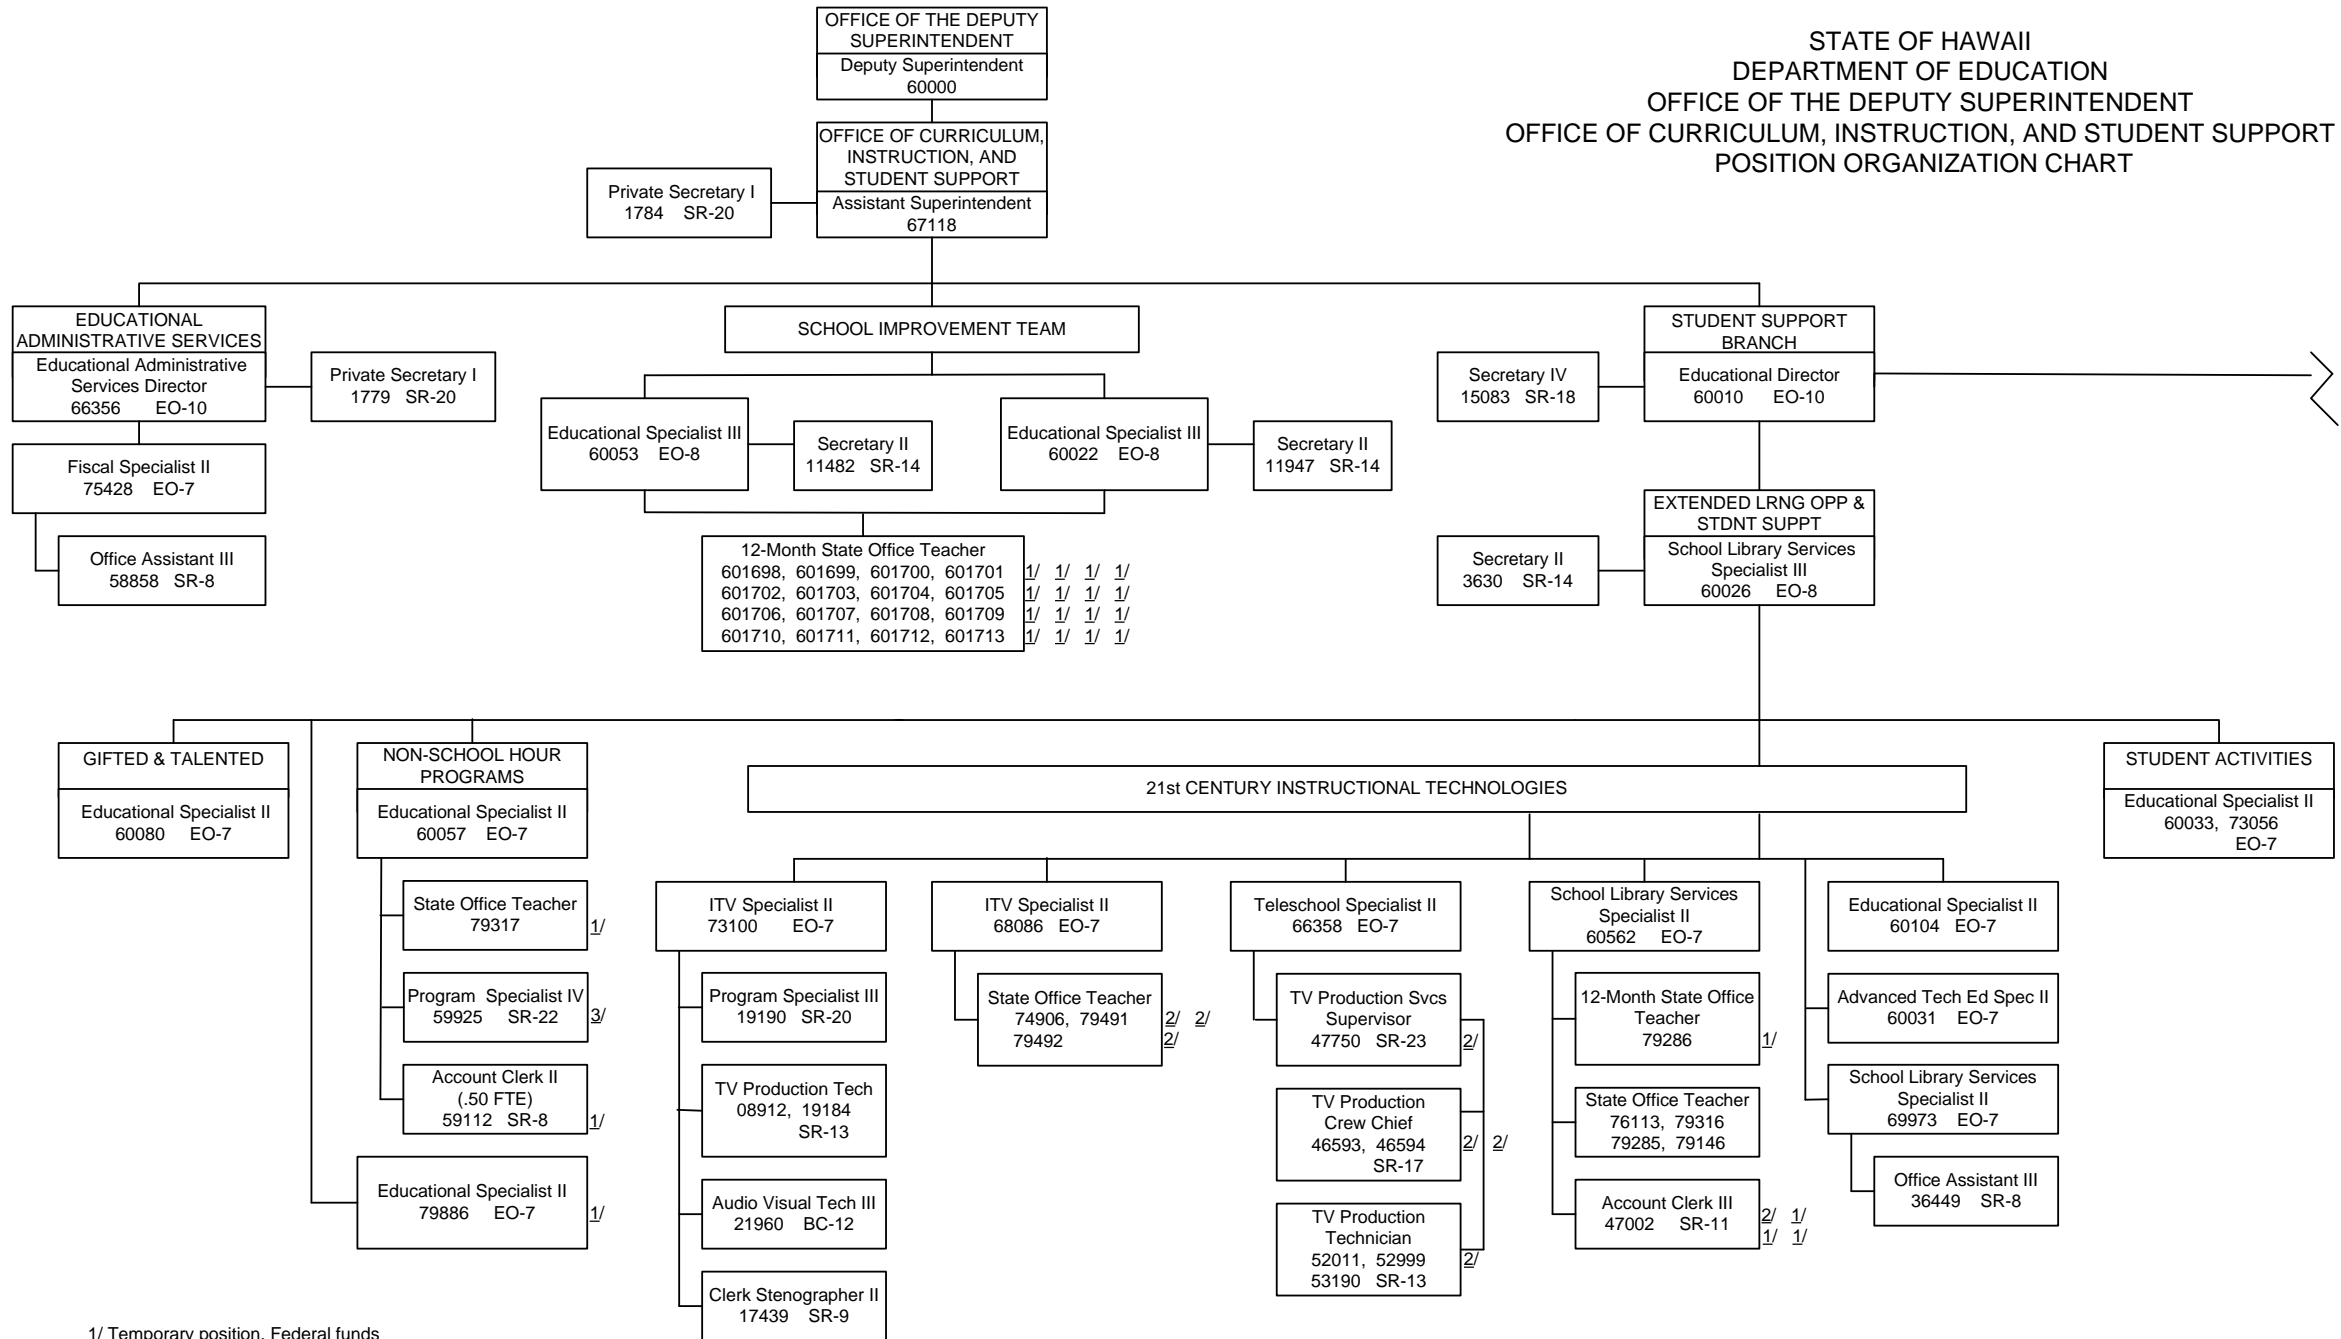 STATE OF HAWAII
DEPARTMENT OF EDUCATION
OFFICE OF THE DEPUTY SUPERINTENDENT
OFFICE OF CURRICULUM, INSTRUCTION, AND STUDENT SUPPORT
POSITION ORGANIZATION CHART
OFFICE OF THE DEPUTY
SUPERINTENDENT
Deputy Superintendent
60000
OFFICE OF CURRICULUM,
INSTRUCTION, AND
STUDENT SUPPORT
Assistant Superintendent
67118
Private Secretary I
1784 SR-20
EDUCATIONAL
ADMINISTRATIVE SERVICES
Educational Administrative
Services Director
66356 EO-10
Private Secretary I
1779 SR-20
Fiscal Specialist II
75428 EO-7
Office Assistant III
58858 SR-8
SCHOOL IMPROVEMENT TEAM
Educational Specialist III
60053 EO-8
Secretary II
11482 SR-14
Educational Specialist III
60022 EO-8
Secretary II
11947 SR-14
12-Month State Office Teacher
601698, 601699, 601700, 601701 1/ 1/ 1/ 1/
601702, 601703, 601704, 601705 1/ 1/ 1/ 1/
601706, 601707, 601708, 601709 1/ 1/ 1/ 1/
601710, 601711, 601712, 601713 1/ 1/ 1/ 1/
STUDENT SUPPORT
BRANCH
Educational Director
60010 EO-10
Secretary IV
15083 SR-18
EXTENDED LRNG OPP &
STDNT SUPPT
School Library Services
Specialist III
60026 EO-8
Secretary II
3630 SR-14
GIFTED & TALENTED
Educational Specialist II
60080 EO-7
NON-SCHOOL HOUR
PROGRAMS
Educational Specialist II
60057 EO-7
State Office Teacher
79317 1/
Program Specialist IV
59925 SR-22 3/
Account Clerk II
(.50 FTE)
59112 SR-8 1/
Educational Specialist II
79886 EO-7 1/
21st CENTURY INSTRUCTIONAL TECHNOLOGIES
ITV Specialist II
73100 EO-7
Program Specialist III
19190 SR-20
TV Production Tech
08912, 19184
SR-13
Audio Visual Tech III
21960 BC-12
Clerk Stenographer II
17439 SR-9
ITV Specialist II
68086 EO-7
State Office Teacher
74906, 79491 2/ 2/
79492 2/
Teleschool Specialist II
66358 EO-7
TV Production Svcs
Supervisor
47750 SR-23 2/
TV Production
Crew Chief
46593, 46594 2/ 2/
SR-17
TV Production
Technician
52011, 52999 2/
53190 SR-13
School Library Services
Specialist II
60562 EO-7
12-Month State Office
Teacher
79286 1/
State Office Teacher
76113, 79316
79285, 79146
Account Clerk III
47002 SR-11 2/ 1/
1/ 1/
Educational Specialist II
60104 EO-7
Advanced Tech Ed Spec II
60031 EO-7
School Library Services
Specialist II
69973 EO-7
Office Assistant III
36449 SR-8
STUDENT ACTIVITIES
Educational Specialist II
60033, 73056
EO-7
1/ Temporary position, Federal funds